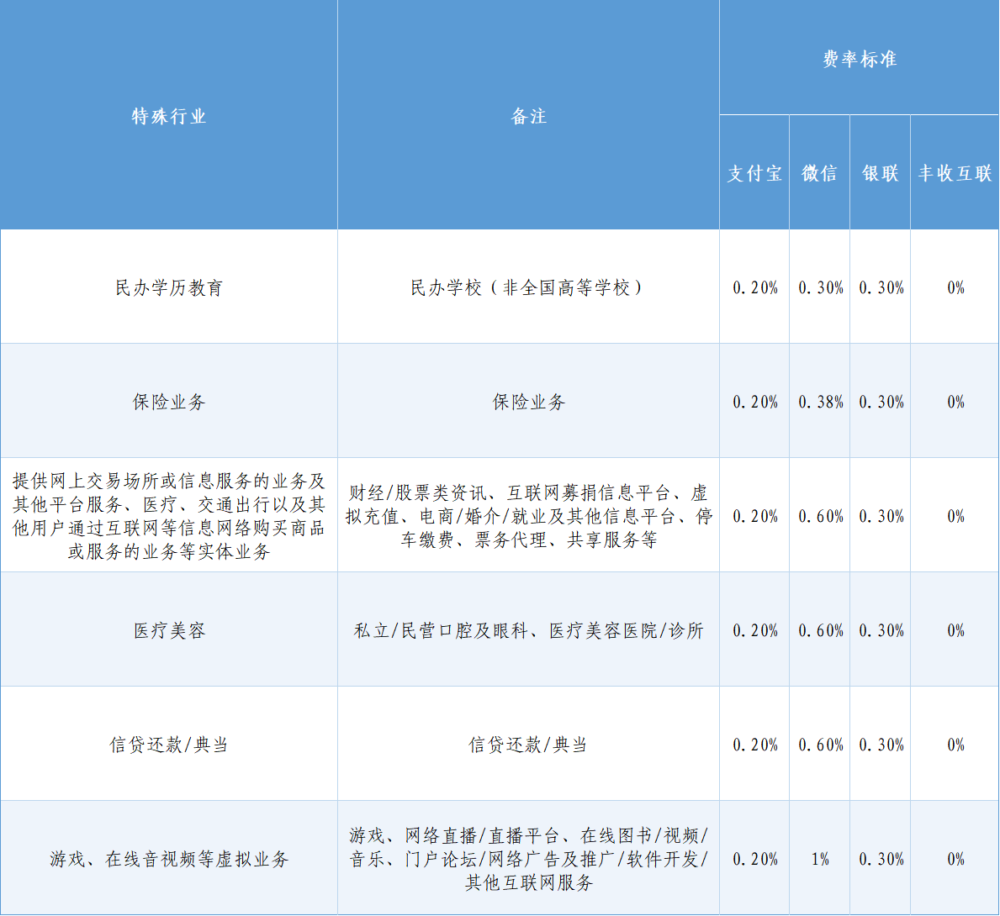 特殊行业
备注
费率标准
支付宝
微信
银联
丰收互联
民办学历教育
民办学校（非全国高等学校）
0.20%
0.30%
0.30%
0%
保险业务
保险业务
0.20%
0.38%
0.30%
0%
提供网上交易场所或信息服务的业务及
其他平台服务、医疗、交通出行以及其
他用户通过互联网等信息网络购买商品
或服务的业务等实体业务
财经/股票类资讯、互联网募捐信息平台、虚
拟充值、电商/婚介/就业及其他信息平台、停
车缴费、票务代理、共享服务等
0.20%
0.60%
0.30%
0%
医疗美容
私立/民营口腔及眼科、医疗美容医院/诊所
0.20%
0.60%
0.30%
0%
信贷还款/典当
信贷还款/典当
0.20%
0.60%
0.30%
0%
游戏、在线音视频等虚拟业务
游戏、网络直播/直播平台、在线图书/视频/
音乐、门户论坛/网络广告及推广/软件开发/
其他互联网服务
0.20%
1%
0.30%
0%